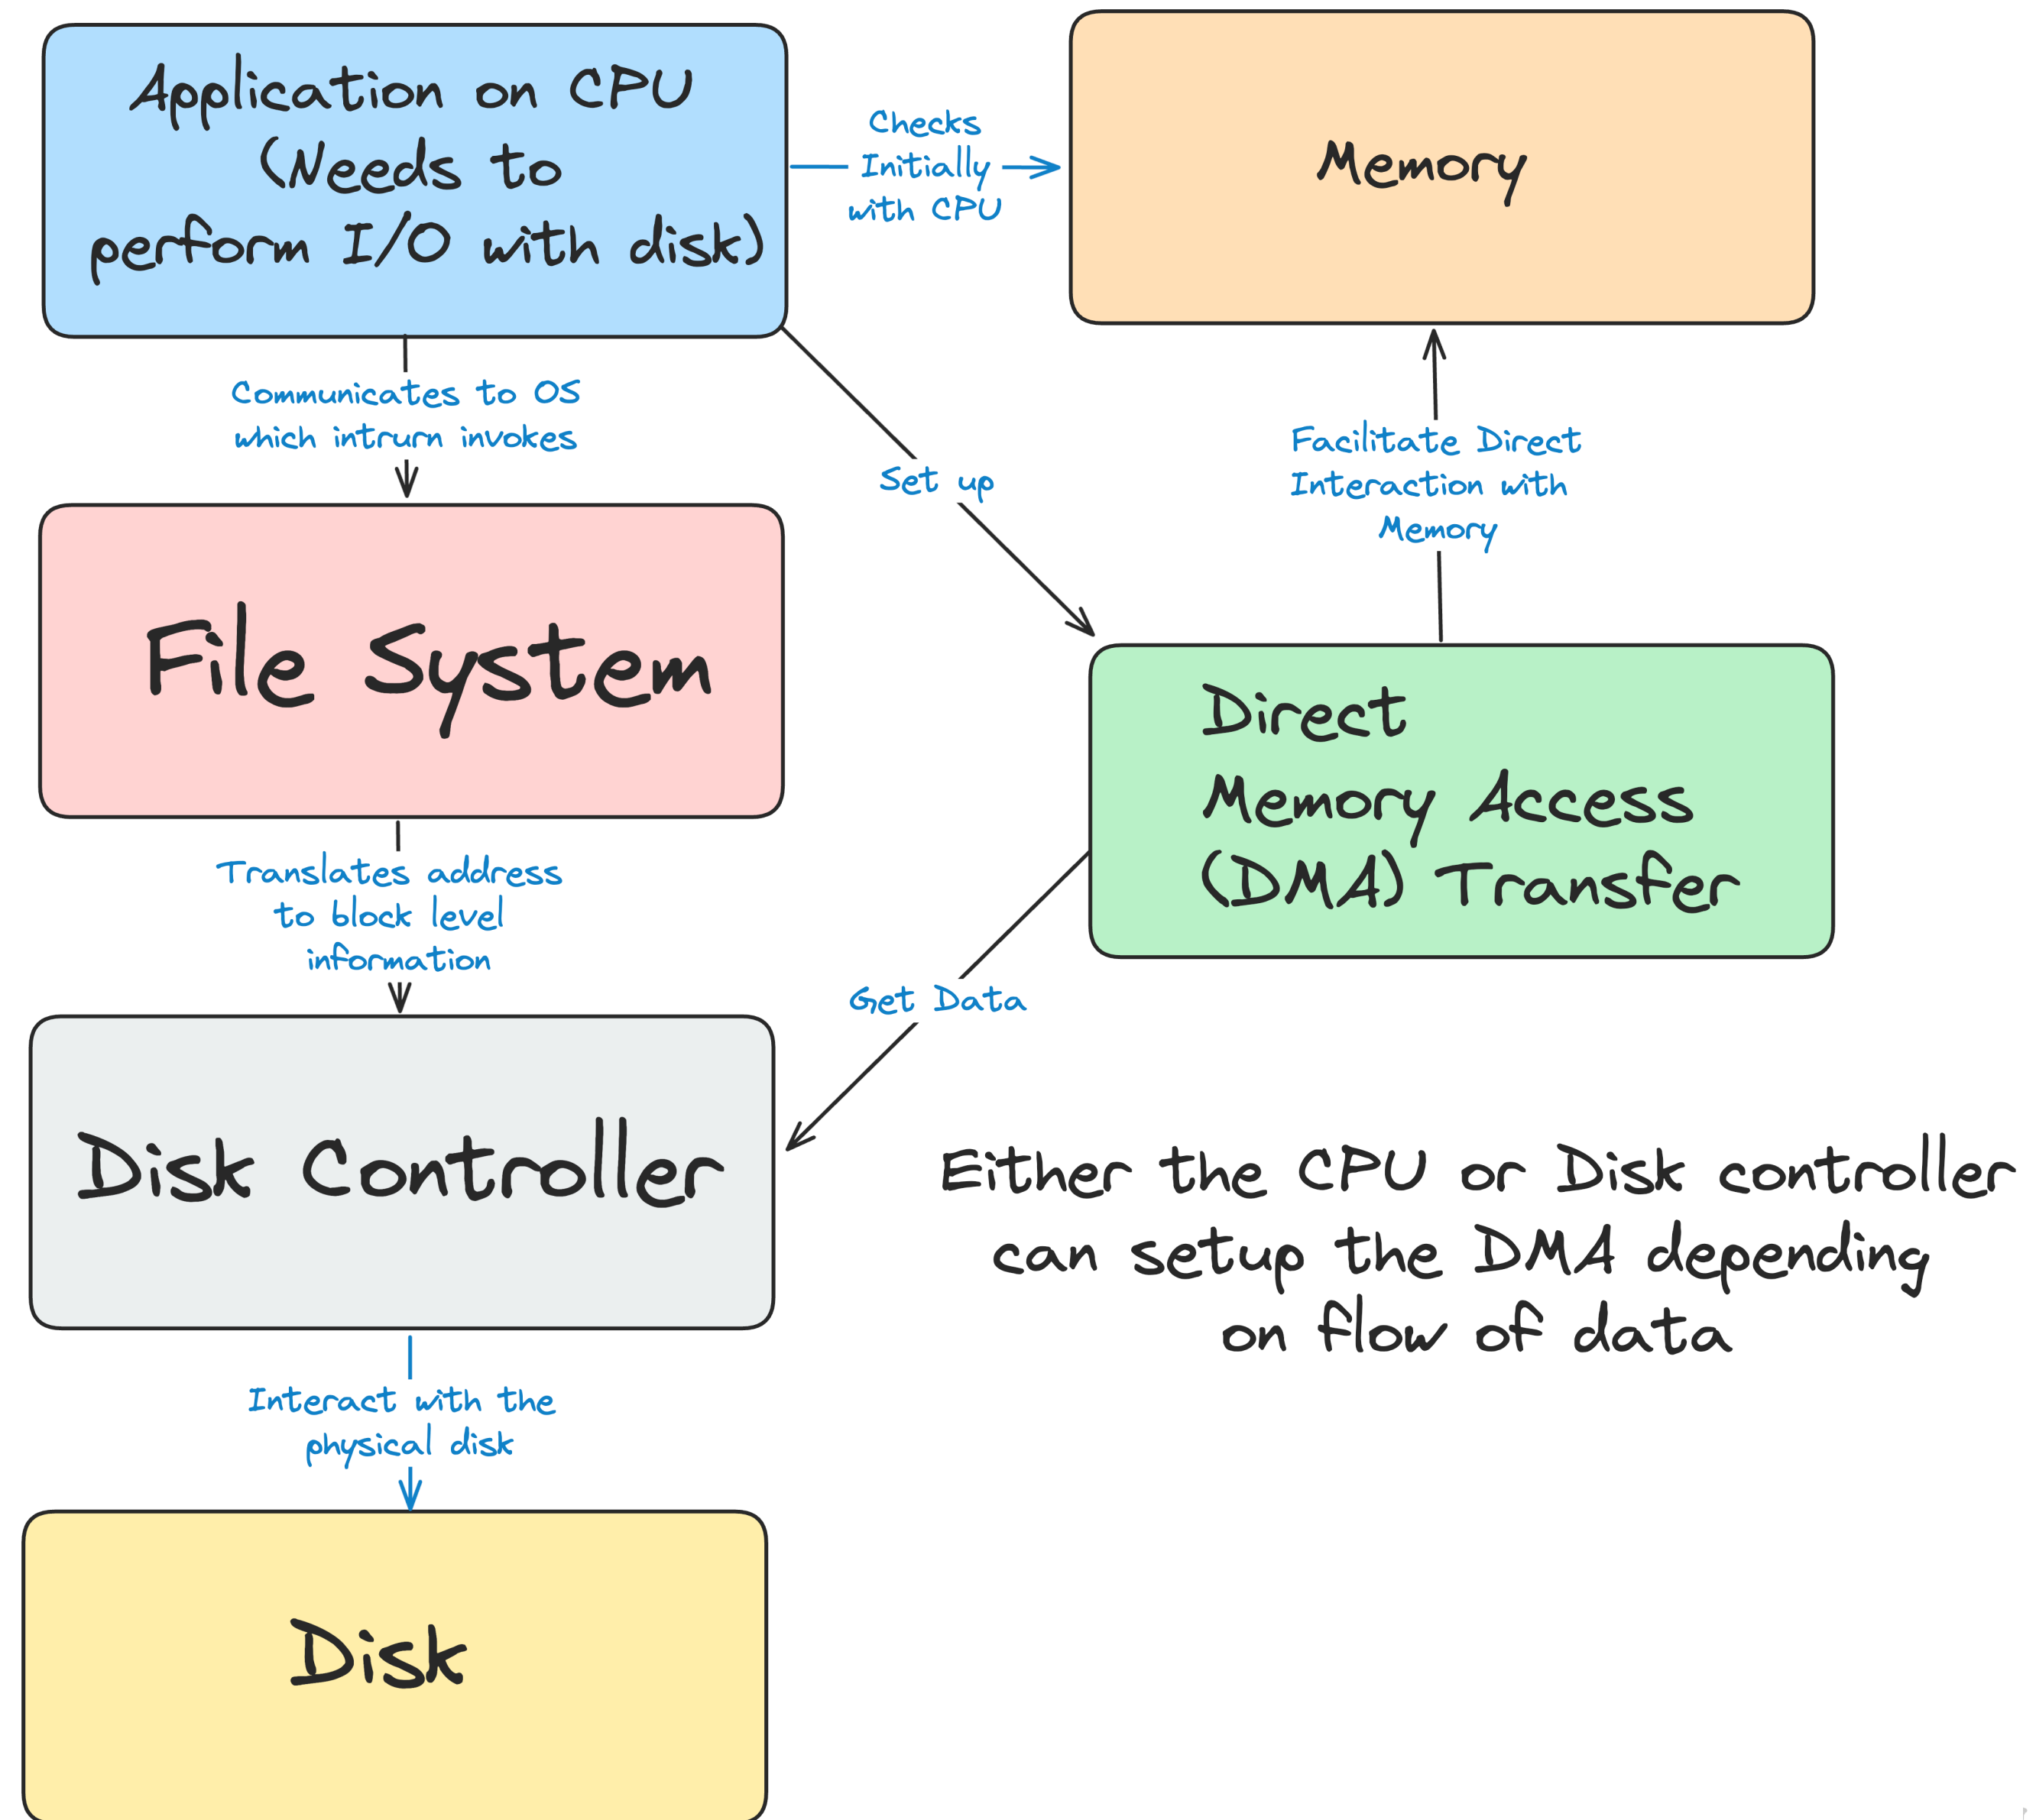 Application on CPU
(Needs to
perform I/O with disk)
Checks
Initially
with CPU
Memory
Communicates to OS
which intrurn invokes
Set up
Facilitate Direct
Interaction with
Memory
File System
Direct
Memory Access
(DMA) Transfer
Translates address
to block level
information
Get Data
Disk Controller
Either the CPU or Disk controller
can setup the DMA depending
on flow of data
Interact with the
physical disk
Disk